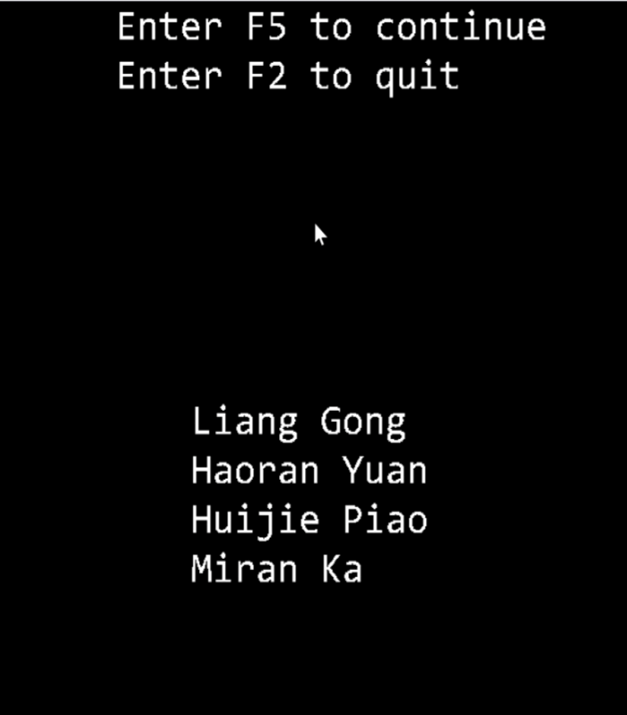 Enter F5 to continue
Enter F2 to quit
Liang Gong
Haoran Yuan
Huijie Piao
Miran Ka